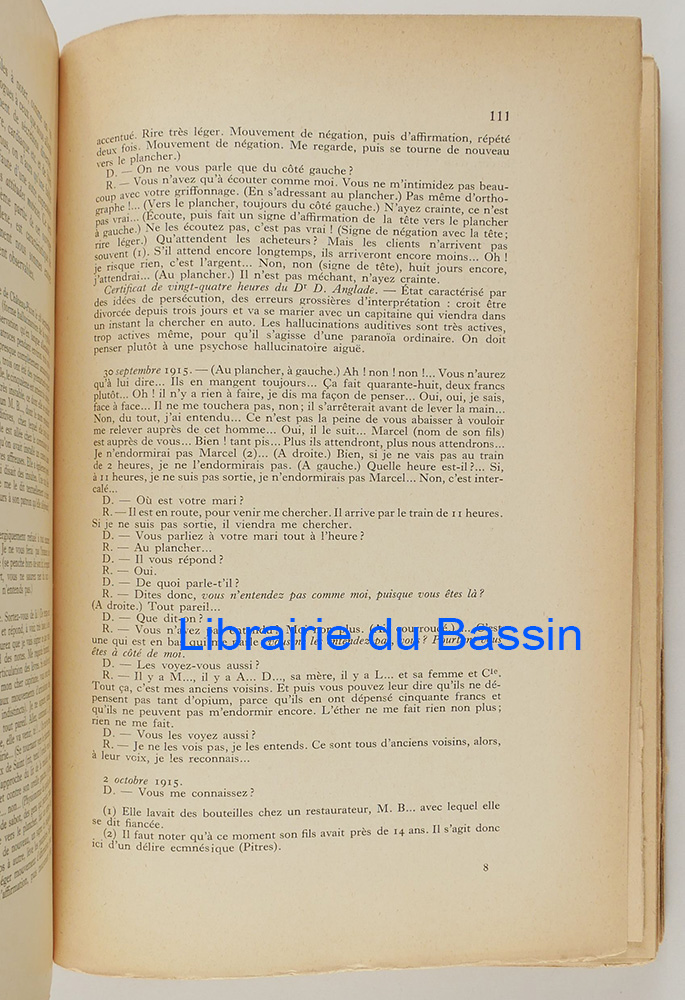 111
accentué. Rire très léger. Mouvement de négation, puis d'affirmation, répété
deux fois. Mouvement de négation. Me regarde, puis se tourne de nouveau
vers le plancher.)
D. — On ne vous parle que du côté gauche ?
R. — Vous n'avez qu'à écouter comme moi. Vous ne m'intimidez pas beau-
coup avec votre griffonnage. (En s'adressant au plancher.) Pas même d'ortho-
graphe !... (Vers le plancher, toujours du côté gauche.) N'ayez crainte, ce n'est
pas vrai... (Écoute, puis fait un signe d'affirmation de la tête vers le plancher
à gauche.) Ne les écoutez pas, c'est pas vrai ! (Signe de négation avec la tête ;
rire léger.) Qu'attendent les acheteurs ? Mais les clients n'arrivent pas
souvent (1). S'il attend encore longtemps, ils arriveront encore moins... Oh !
je risque rien, c'est l'argent... Non, non (signe de tête), huit jours encore,
j'attendrai... (Au plancher.) Il n'est pas méchant, n'ayez crainte.
Certificat de vingt-quatre heures du Dr D. Anglade. — État caractérisé par
des idées de persécution, des erreurs grossières d'interprétation : croit être
divorcée depuis trois jours et va se marier avec un capitaine qui viendra dans
un instant la chercher en auto. Les hallucinations auditives sont très actives,
trop actives même, pour qu'il s'agisse d'une paranoïa ordinaire. On doit
penser plutôt à une psychose hallucinatoire aiguë.
30 septembre 1915. — (Au plancher, à gauche.) Ah ! non ! non !... Vous n'aurez
qu'à lui dire... Ils en mangent toujours... Ça fait quarante-huit, deux francs
plutôt... Oh ! il n'y a rien à faire, je dis ma façon de penser... Oui, oui, je sais,
face à face... Il ne me touchera pas, non ; il s'arrêterait avant de lever la main...
Non, du tout, j'ai entendu... Ce n'est pas la peine de vous abaisser à vouloir
me relever auprès de cet homme... Oui, il le suit... Marcel (nom de son fils)
est auprès de vous... Bien ! tant pis... Plus ils attendront, plus nous attendrons...
Je n'endormirai pas Marcel (2)... (A droite.) Bien, si je ne vais pas au train
de 2 heures, je ne l'endormirais pas. (A gauche.) Quelle heure est-il ?... Si,
à 11 heures, je ne suis pas sortie, je n'endormirais pas Marcel... Non, c'est inter-
calé...
D. — Où est votre mari ?
R. — Il est en route, pour venir me chercher. Il arrive par le train de 11 heures.
Si je ne suis pas sortie, il viendra me chercher.
D. — Vous parliez à votre mari tout à l'heure ?
R. — Au plancher...
D. — Il vous répond ?
R. — Oui.
D. — De quoi parle-t'il ?
R. — Dites donc, vous n'entendez pas comme moi, puisque vous êtes là ?
(A droite.) Tout pareil...
D. — Que dit-on ?
R. — Vous n'avez pas
Librairie du Bassin
une qui est en bas qui me parle
êtes à côté de moi.
D. — Les voyez-vous aussi ?
R. — Il y a M..., il y a A... D..., sa mère, il y a L... et sa femme et Cie.
Tout ça, c'est mes anciens voisins. Et puis vous pouvez leur dire qu'ils ne dé-
pensent pas tant d'opium, parce qu'ils en ont dépensé cinquante francs et
qu'ils ne peuvent pas m'endormir encore. L'éther ne me fait rien non plus ;
rien ne me fait.
D. — Vous les voyez aussi ?
R. — Je ne les vois pas, je les entends. Ce sont tous d'anciens voisins, alors,
à leur voix, je les reconnais...
2 octobre 1915.
D. — Vous me connaissez ?
(1) Elle lavait des bouteilles chez un restaurateur, M. B... avec lequel elle
se dit fiancée.
(2) Il faut noter qu'à ce moment son fils avait près de 14 ans. Il s'agit donc
ici d'un délire ecmnésique (Pitres).
8